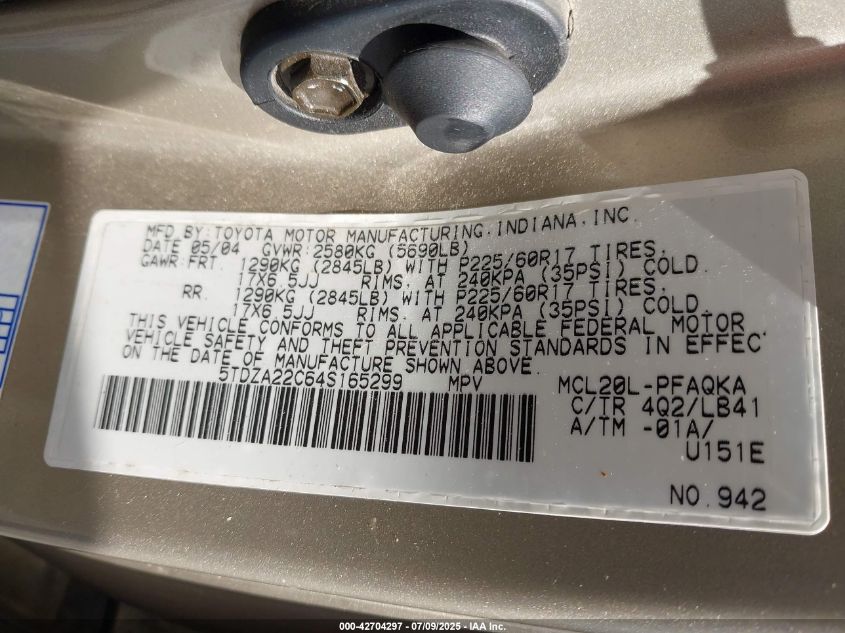 MFD.BY:TOYOTA MOTOR MANUFACTURING,INDIANA,INC.
DATE 05/04 GVWR:2580KG (5690LB)
GAWR:FRT. 1290KG (2845LB) WITH P225/60R17 TIRES,
17X6.5JJ RIMS, AT 240KPA (35PSI) COLD.
RR. 1290KG (2845LB) WITH P225/60R17 TIRES,
17X6.5JJ RIMS, AT 240KPA (35PSI) COLD.
THIS VEHICLE CONFORMS TO ALL APPLICABLE FEDERAL MOTOR
VEHICLE SAFETY AND THEFT PREVENTION STANDARDS IN EFFEC
ON THE DATE OF MANUFACTURE SHOWN ABOVE.
5TDZA22C64S165299 MPV MCL20L-PFAQKA
C/TR 4Q2/LB41
A/TM -01A/
U151E
NO.942
000-42704297 - 07/09/2025 - IAA Inc.